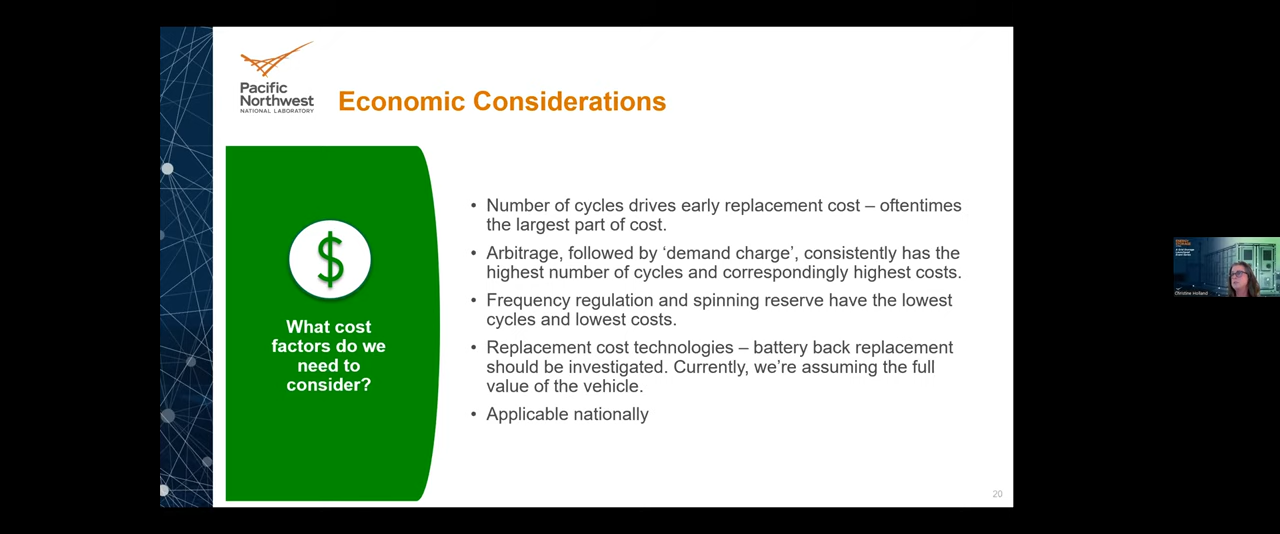 Pacific
Northwest
NATIONAL LABORATORY
Economic Considerations
$
What cost
factors do we
need to
consider?
• Number of cycles drives early replacement cost – oftentimes
the largest part of cost.
• Arbitrage, followed by ‘demand charge’, consistently has the
highest number of cycles and correspondingly highest costs.
• Frequency regulation and spinning reserve have the lowest
cycles and lowest costs.
• Replacement cost technologies – battery back replacement
should be investigated. Currently, we’re assuming the full
value of the vehicle.
• Applicable nationally
20
Christine Holland